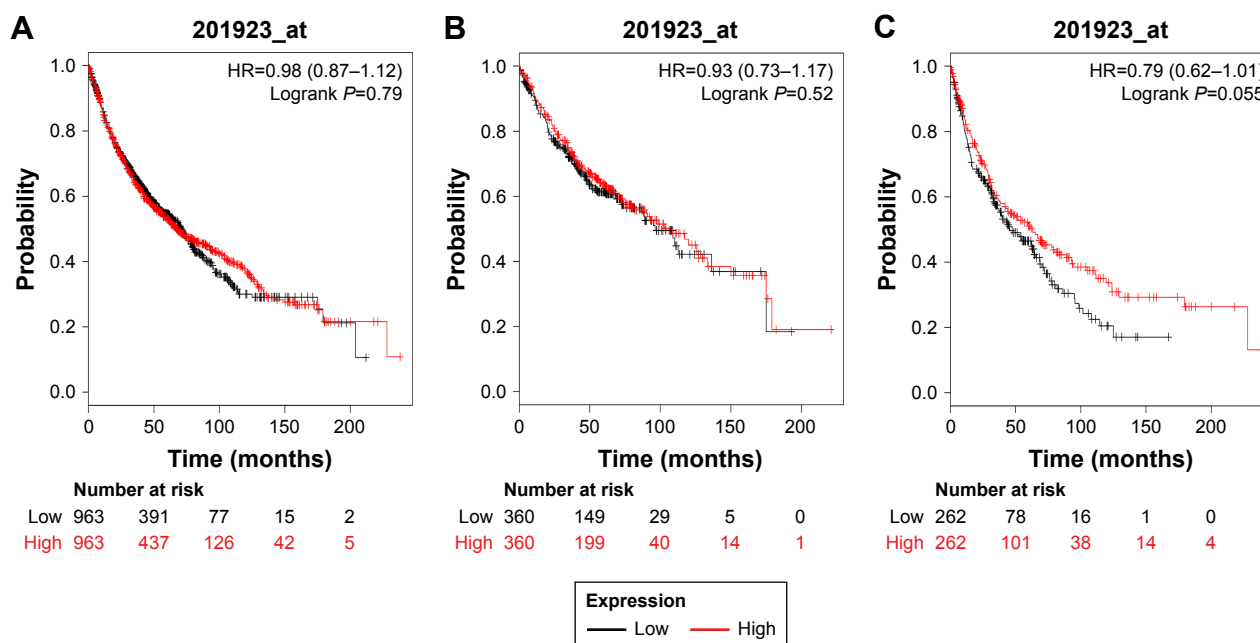 A
201923_at
HR=0.98 (0.87–1.12)
Logrank P=0.79
Probability
1.0
0.8
0.6
0.4
0.2
0.0
0 50 100 150 200
Time (months)
Number at risk
Low 963 391 77 15 2
High 963 437 126 42 5
B
201923_at
HR=0.93 (0.73–1.17)
Logrank P=0.52
Probability
1.0
0.8
0.6
0.4
0.2
0.0
0 50 100 150 200
Time (months)
Number at risk
Low 360 149 29 5 0
High 360 199 40 14 1
C
201923_at
HR=0.79 (0.62–1.01)
Logrank P=0.055
Probability
1.0
0.8
0.6
0.4
0.2
0.0
0 50 100 150 200
Time (months)
Number at risk
Low 262 78 16 1 0
High 262 101 38 14 4
Expression
Low High